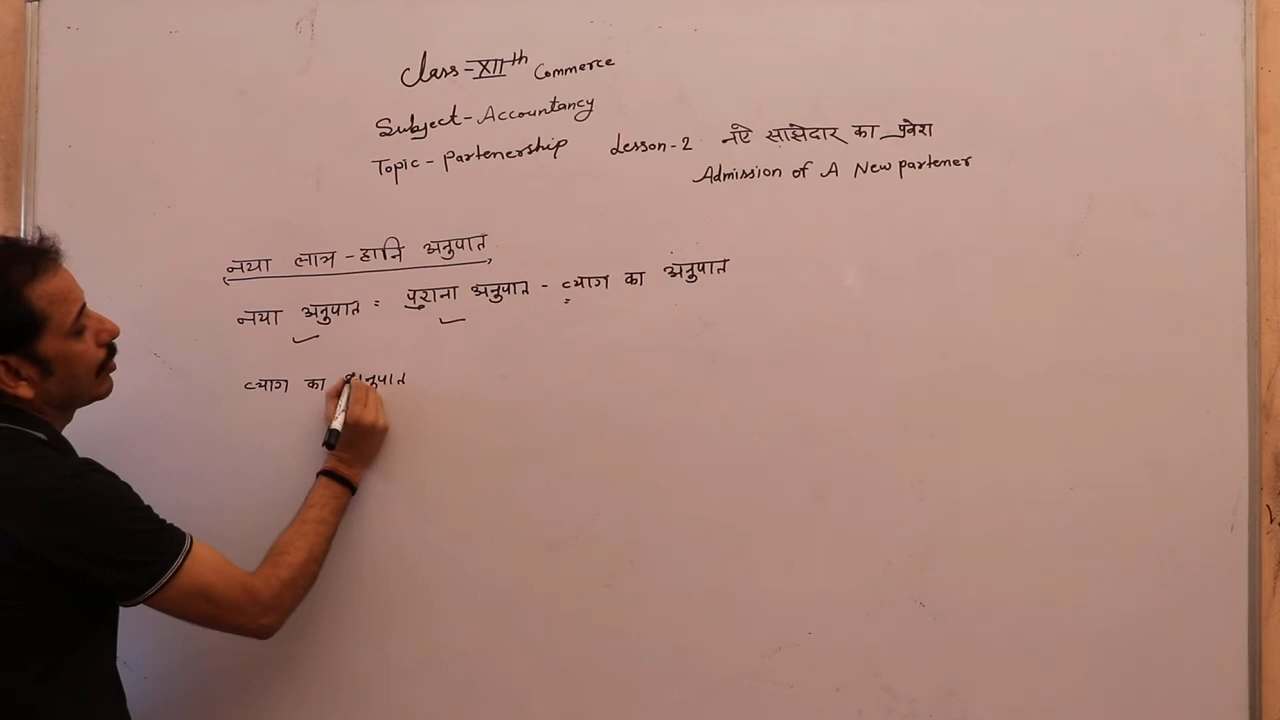 Class-XIIth Commerce
Subject-Accountancy
Topic-Partenership Lesson-2 नऐ साझेदार का प्रवेश
Admission of A New partener
नया लाभ-हानि अनुपात
नया अनुपात = पुराना अनुपात - त्याग का अनुपात
त्याग का अनुपात